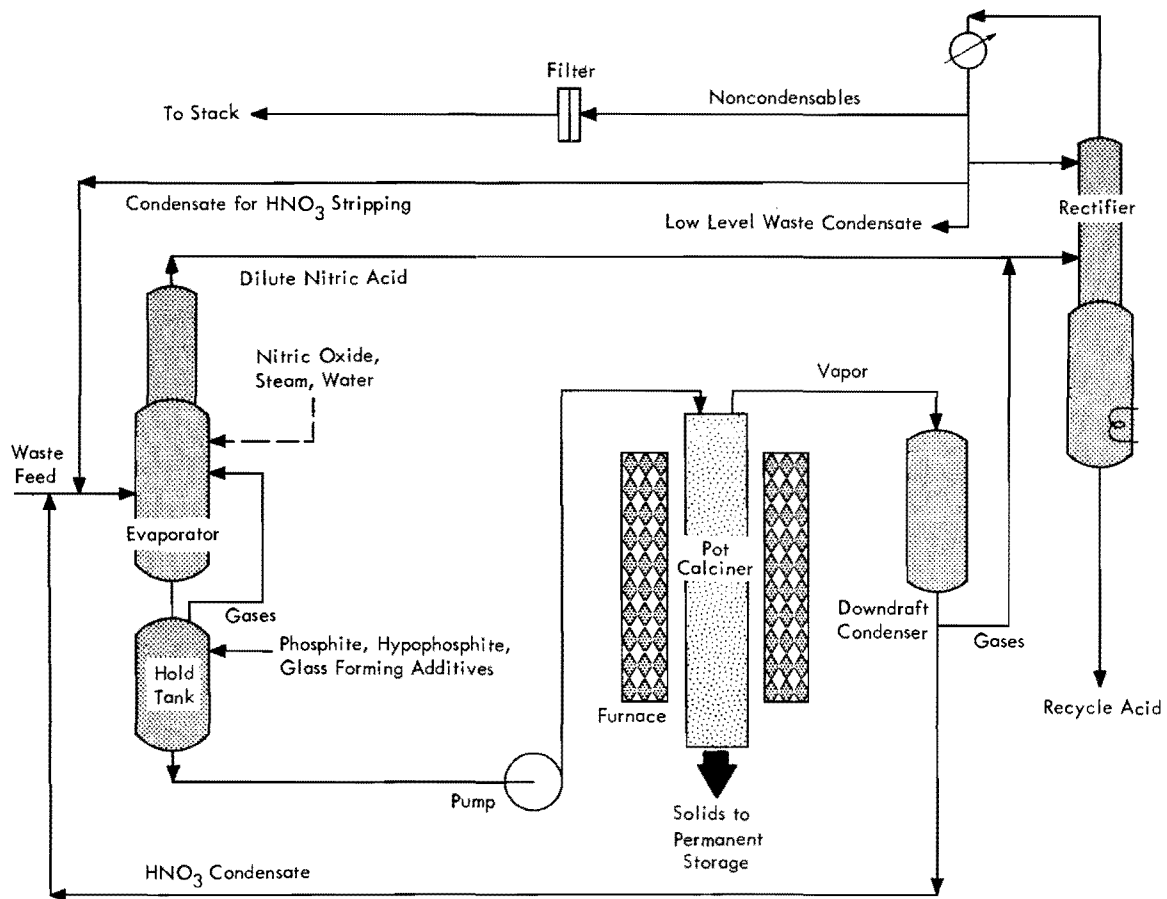 Filter
Noncondensables
To Stack
Condensate for HNO3 Stripping
Rectifier
Low Level Waste Condensate
Dilute Nitric Acid
Nitric Oxide,
Steam, Water
Vapor
Waste
Feed
Evaporator
Pot
Calciner
Gases
Downdraft
Condenser
Gases
Phosphite, Hypophosphite,
Glass Forming Additives
Hold
Tank
Furnace
Recycle Acid
Pump
Solids to
Permanent
Storage
HNO3 Condensate